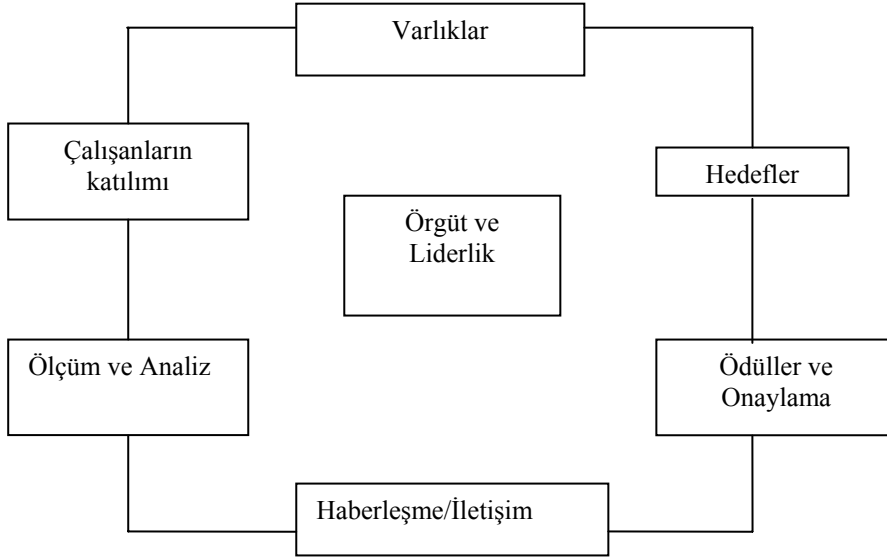 Varlıklar
Çalışanların
katılımı
Hedefler
Örgüt ve
Liderlik
Ölçüm ve Analiz
Ödüller ve
Onaylama
Haberleşme/İletişim